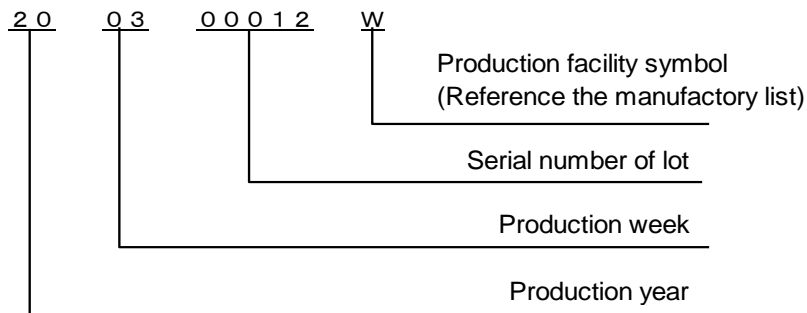 ２０ ０３ ０００１２ Ｗ
Production facility symbol
(Reference the manufactory list)
Serial number of lot
Production week
Production year